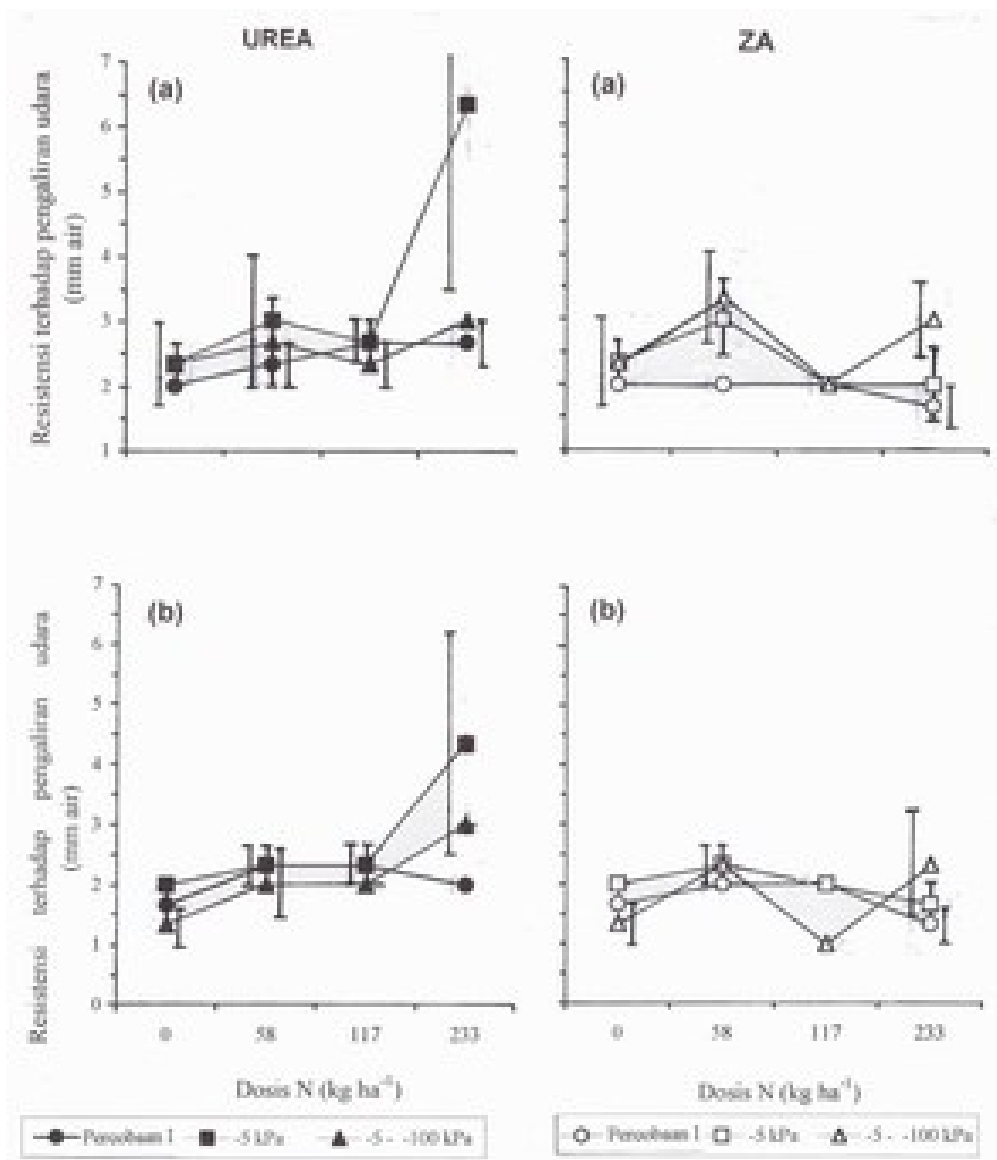 UREA
ZA
(a)
(a)
Resistensi terhadap pengaliran udara
(mm air)
7
6
5
4
3
2
1
(b)
(b)
Resistensi terhadap pengaliran udara
(mm air)
7
6
5
4
3
2
1
0
0 58 117 233
0 58 117 233
Dosis N (kg ha⁻¹)
Dosis N (kg ha⁻¹)
Percobaan I -5 kPa -5 - -100 kPa
Percobaan I -5 kPa -5 - -100 kPa